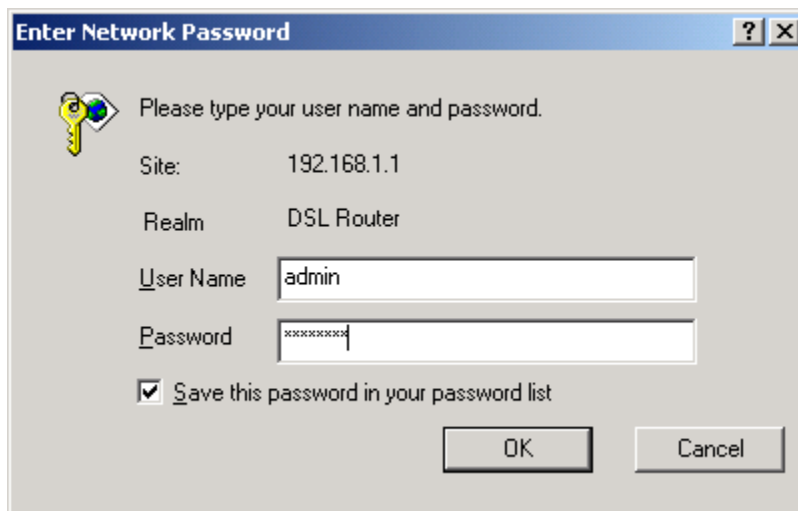 Enter Network Password
Please type your user name and password.
Site: 192.168.1.1
Realm DSL Router
User Name admin
Password ********
Save this password in your password list
OK Cancel